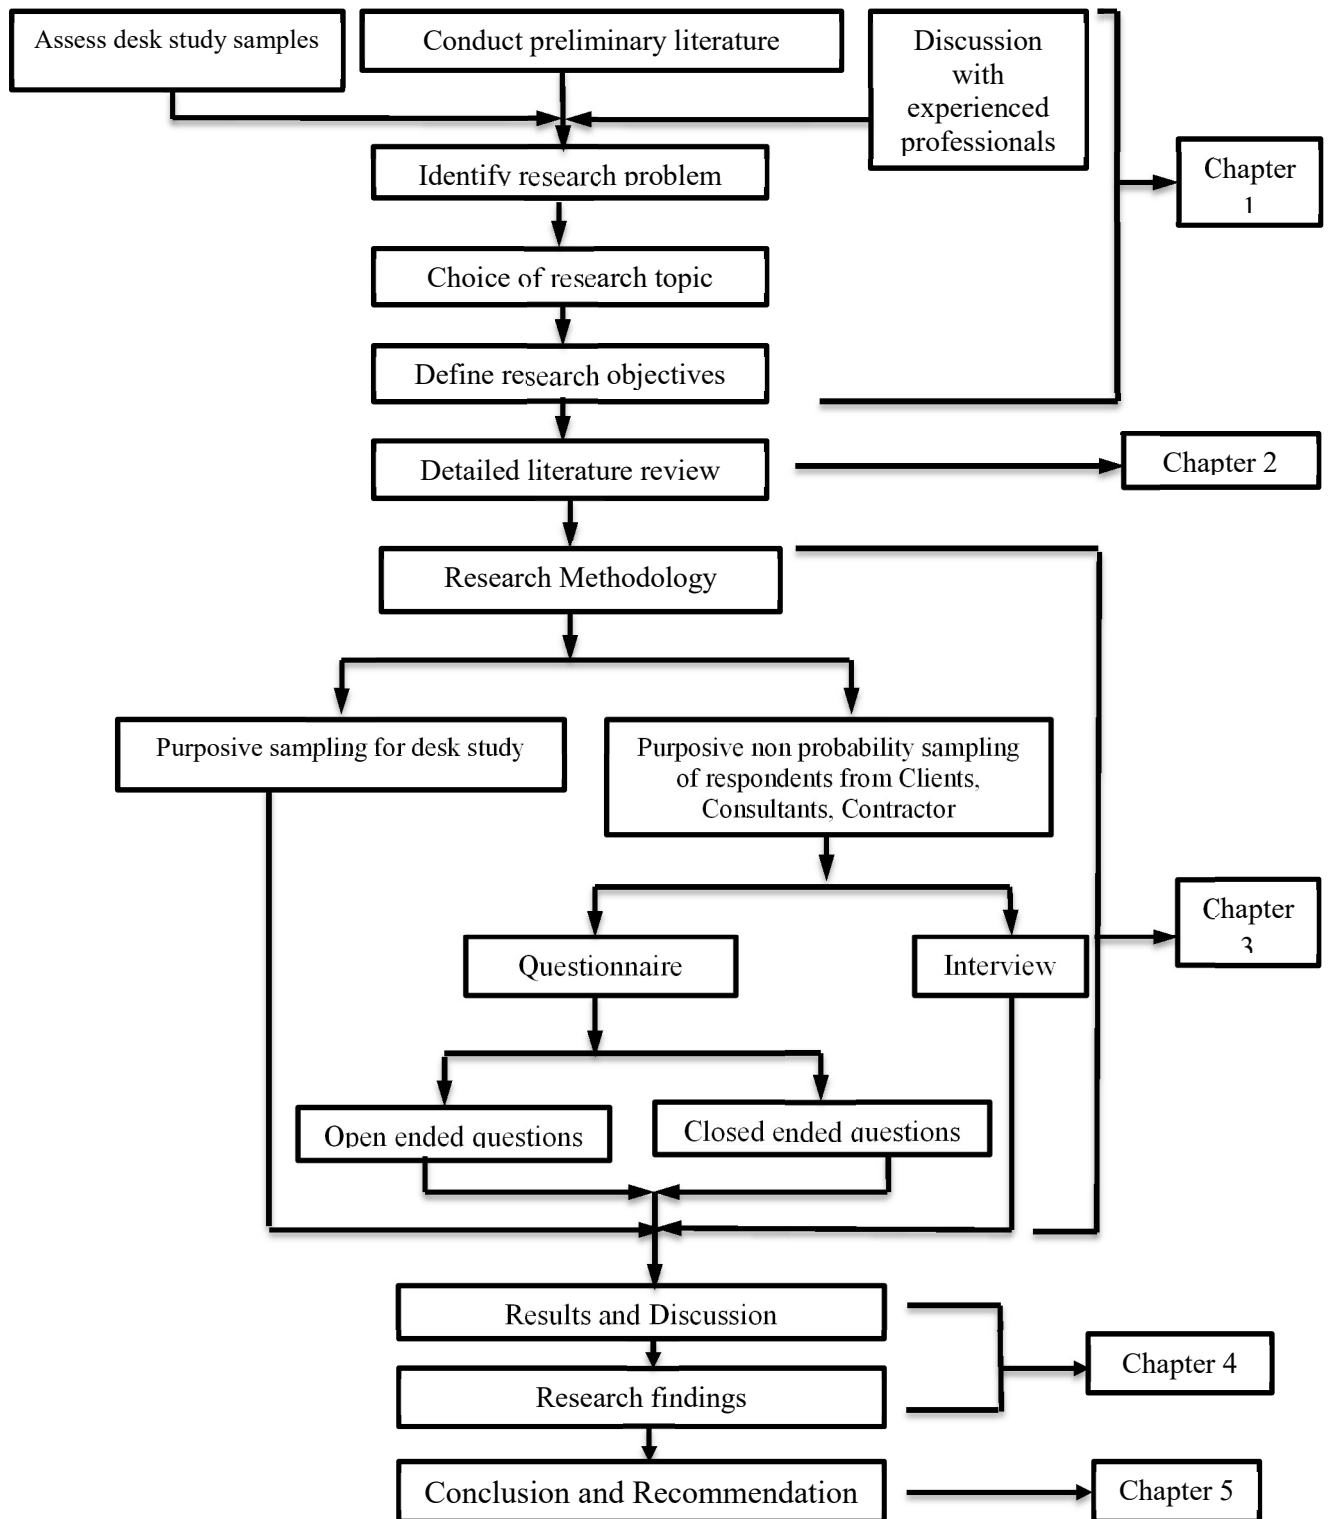 Assess desk study samples
Conduct preliminary literature
Discussion
with
experienced
professionals
Identify research problem
Chapter
1
Choice of research topic
Define research objectives
Detailed literature review
Chapter 2
Research Methodology
Purposive sampling for desk study
Purposive non probability sampling
of respondents from Clients,
Consultants, Contractor
Chapter
3
Questionnaire
Interview
Open ended questions
Closed ended questions
Results and Discussion
Chapter 4
Research findings
Conclusion and Recommendation
Chapter 5